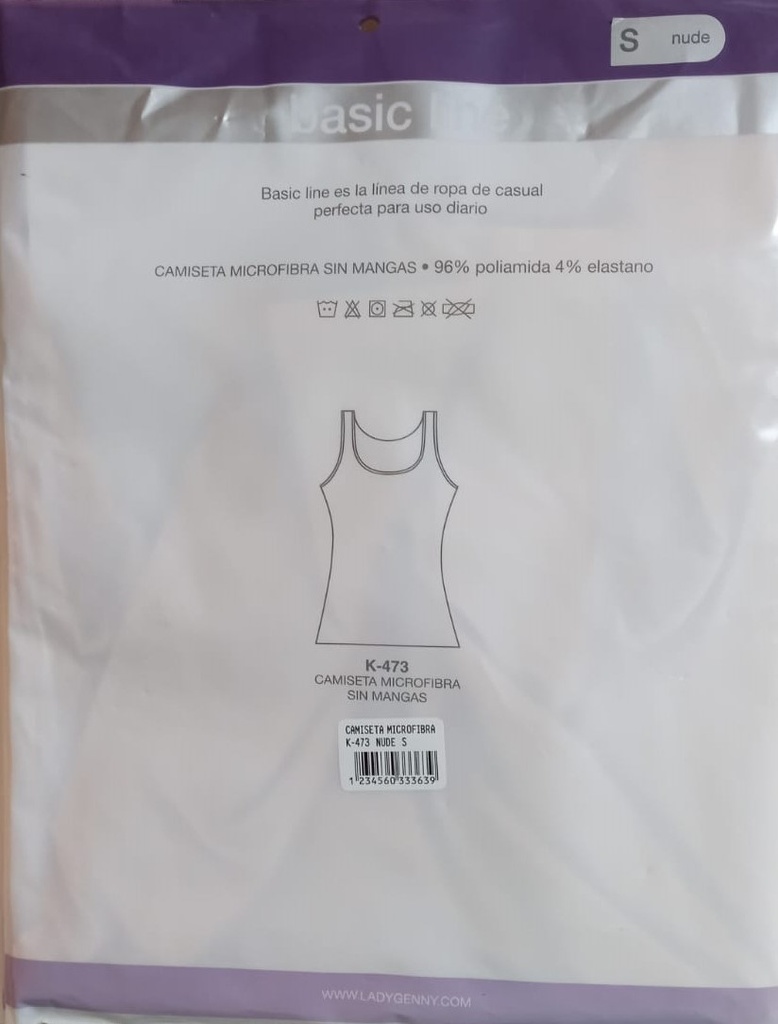 S nude
basic line
Basic line es la línea de ropa de casual
perfecta para uso diario
CAMISETA MICROFIBRA SIN MANGAS • 96% poliamida 4% elastano
K-473
CAMISETA MICROFIBRA
SIN MANGAS
CAMISETA MICROFIBRA
K-473 NUDE S
1 234560 333639
WWW.LADYGENNY.COM